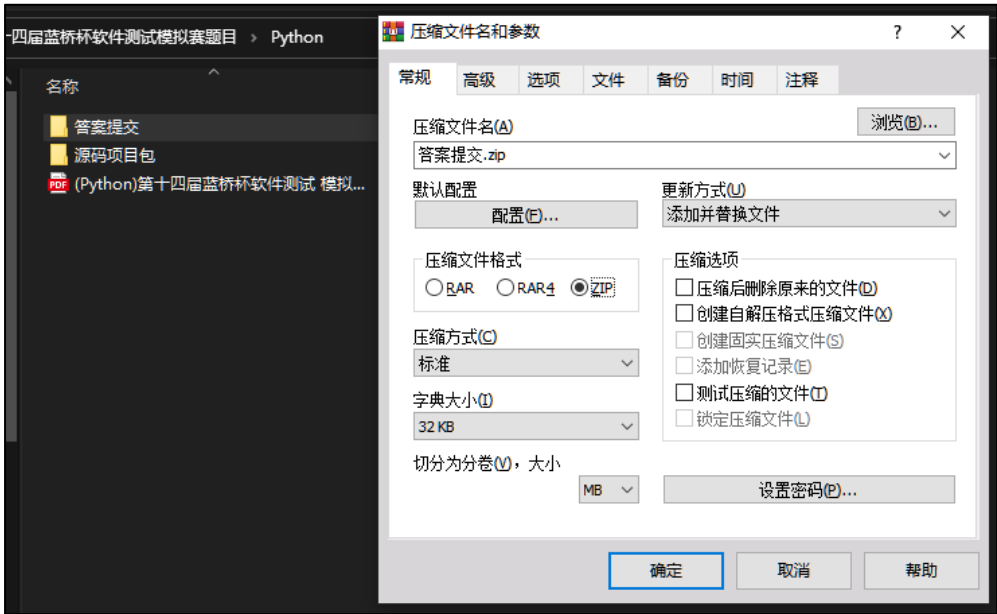 十四届蓝桥杯软件测试模拟赛题目 › Python
名称
答案提交
源码项目包
PDF (Python)第十四届蓝桥杯软件测试 模拟...
压缩文件名和参数 ?
常规 高级 选项 文件 备份 时间 注释
压缩文件名(A) 浏览(B)...
答案提交.zip
默认配置 更新方式(U)
配置(F)... 添加并替换文件
压缩文件格式 压缩选项
RAR RAR4 ZIP 压缩后删除原来的文件(D)
创建自解压格式压缩文件(X)
压缩方式(C) 创建固实压缩文件(S)
标准 添加恢复记录(E)
测试压缩的文件(T)
字典大小(I) 锁定压缩文件(L)
32 KB
切分为分卷(V)，大小
MB 设置密码(P)...
确定 取消 帮助